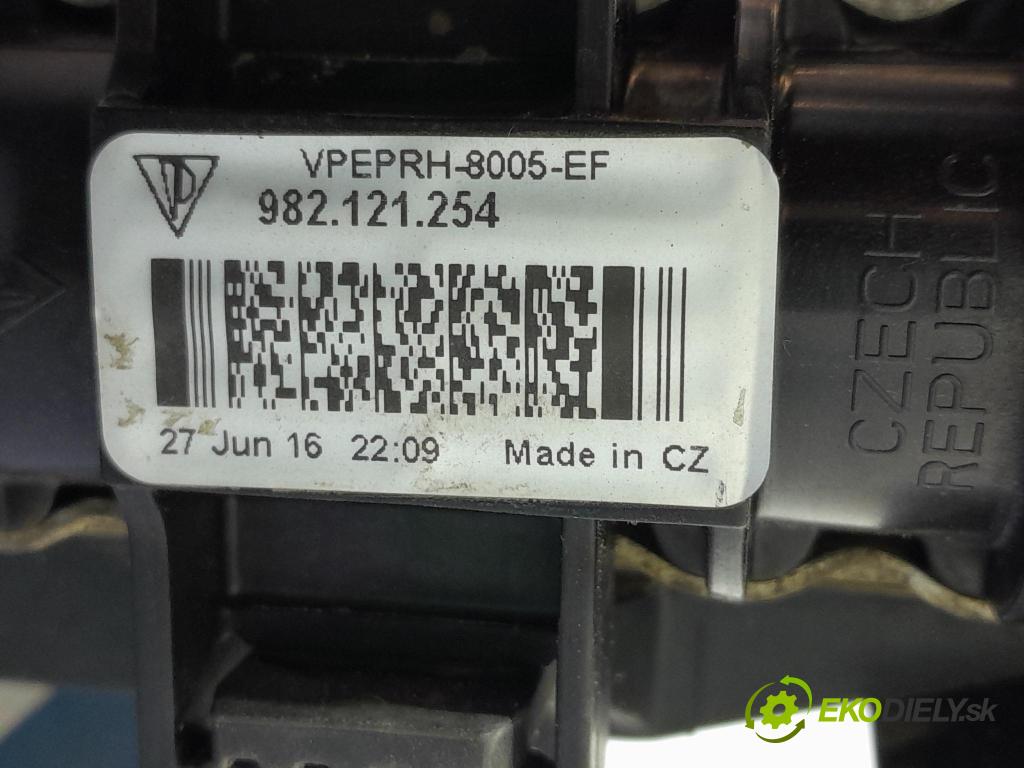 VPEPRH-8005-EF
982.121.254
27 Jun 16 22:09 Made in CZ
CZECH
REPUBLIC
EKODIELY.sk